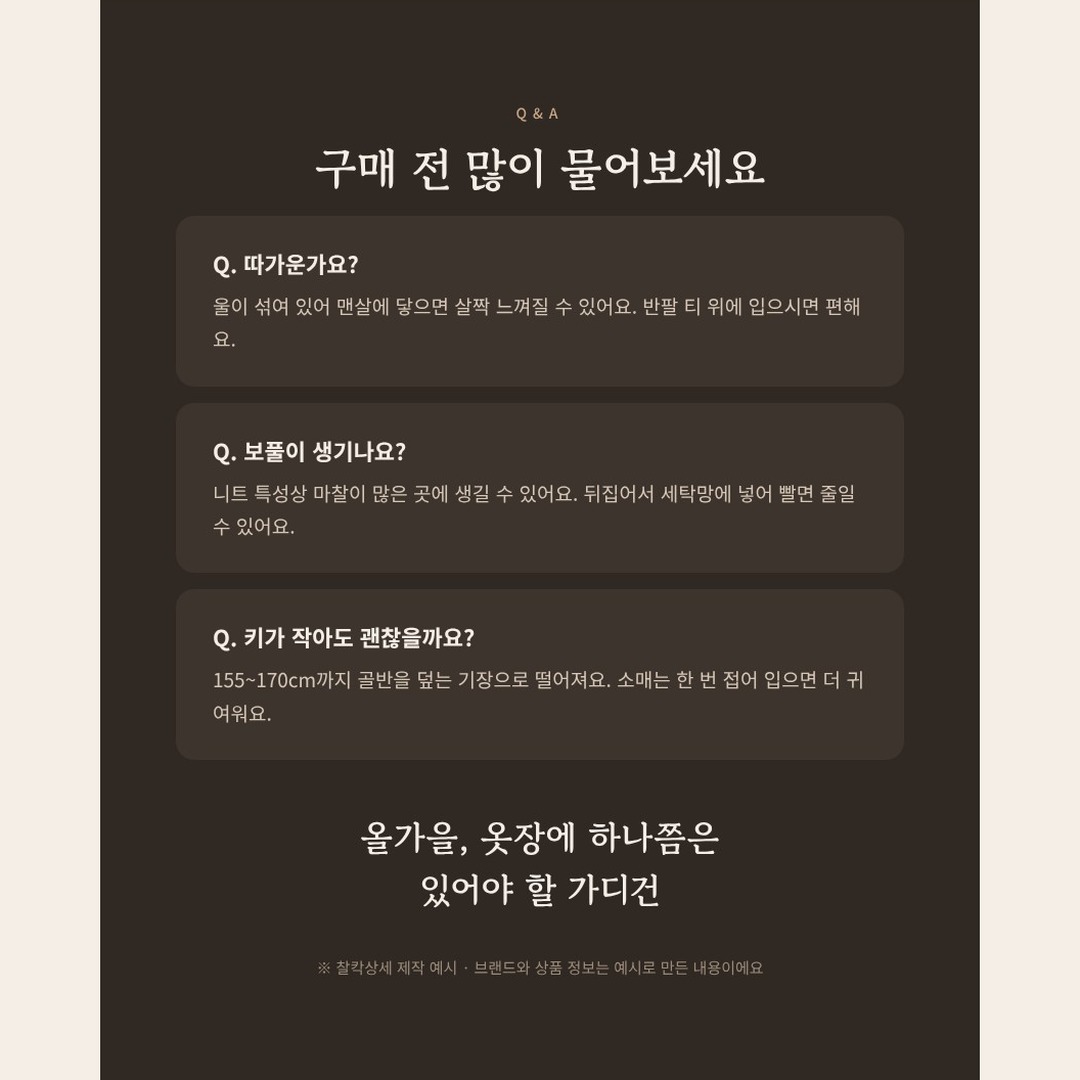 Q & A
구매 전 많이 물어보세요
Q. 따가운가요?
울이 섞여 있어 맨살에 닿으면 살짝 느껴질 수 있어요. 반팔 티 위에 입으시면 편해
요.
Q. 보풀이 생기나요?
니트 특성상 마찰이 많은 곳에 생길 수 있어요. 뒤집어서 세탁망에 넣어 빨면 줄일
수 있어요.
Q. 키가 작아도 괜찮을까요?
155~170cm까지 골반을 덮는 기장으로 떨어져요. 소매는 한 번 접어 입으면 더 귀
여워요.
올가을, 옷장에 하나쯤은
있어야 할 가디건
※ 찰칵상세 제작 예시 · 브랜드와 상품 정보는 예시로 만든 내용이에요